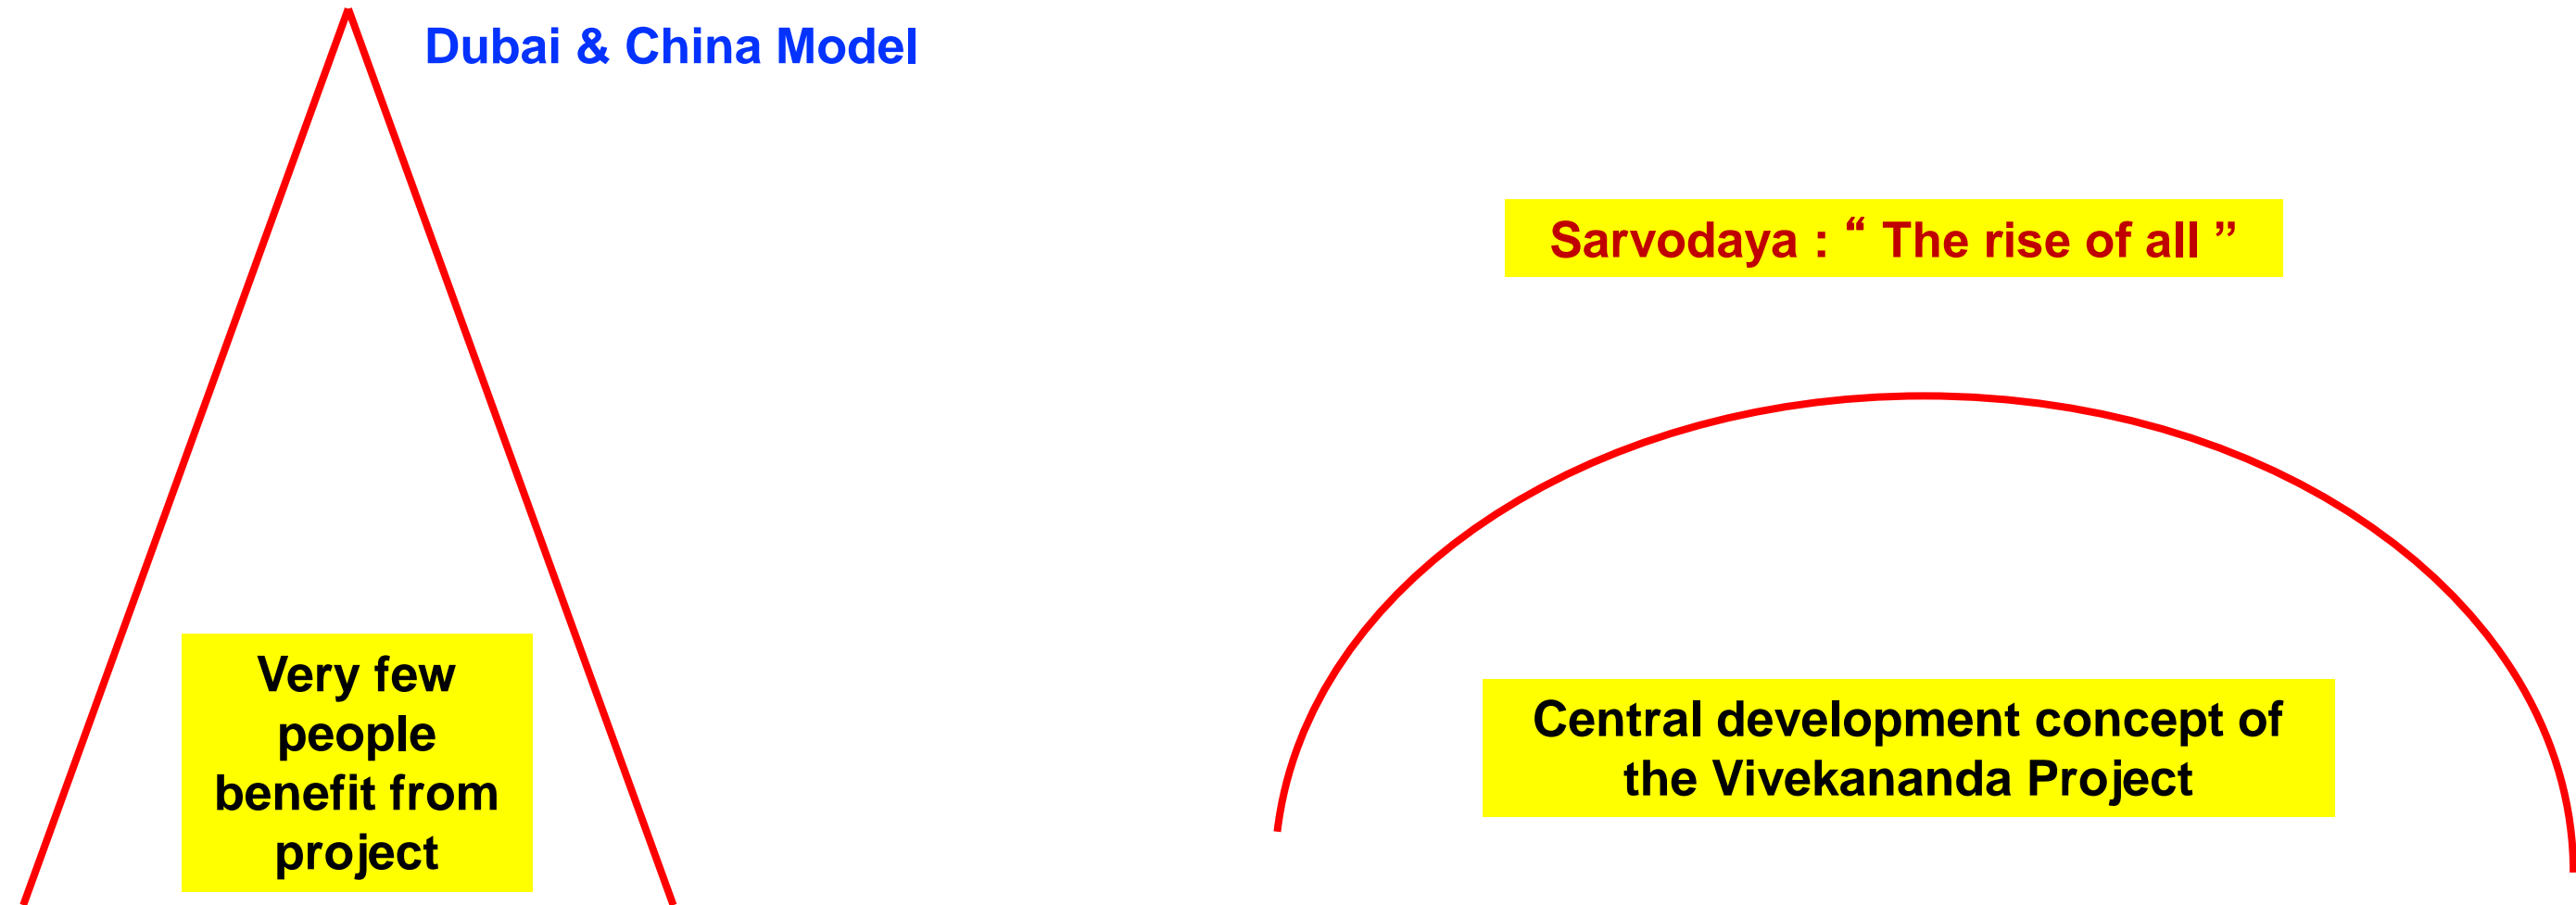 Dubai & China Model
Sarvodaya : “ The rise of all ”
Very few
people
benefit from
project
Central development concept of
the Vivekananda Project